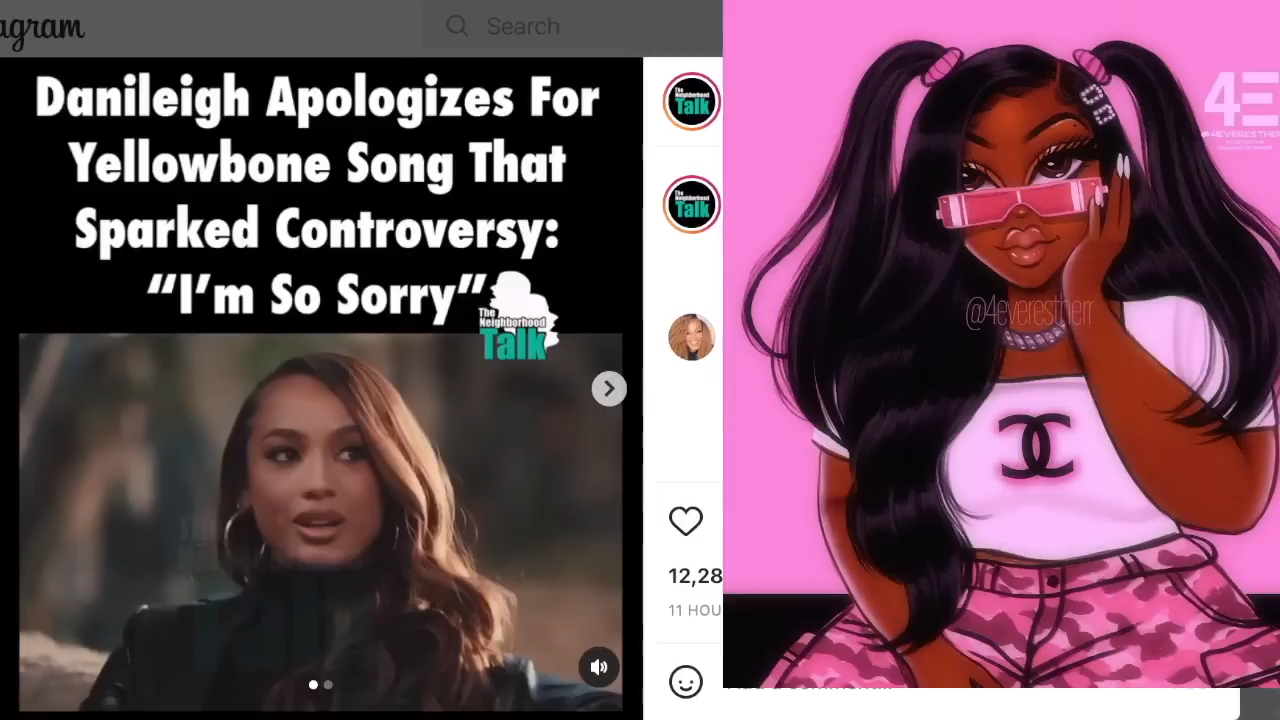 agram
Search
Danileigh Apologizes For
Yellowbone Song That
Sparked Controversy:
“I’m So Sorry”
The
Neighborhood
Talk
The
Neighborhood
Talk
The
Neighborhood
Talk
12,28
11 HOU
4E
@4EVERESTHER
@4everestherr